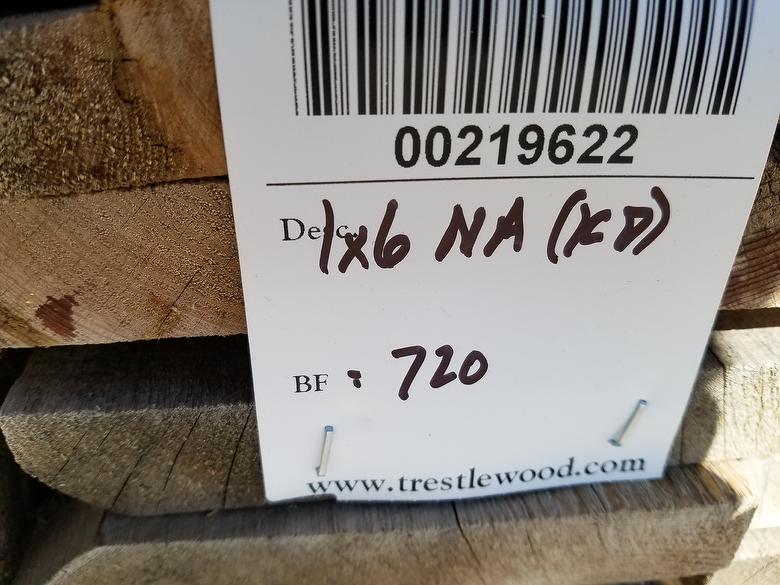 00219622
Desc. 1x6 NA (KD)
BF : 720
www.trestlewood.com